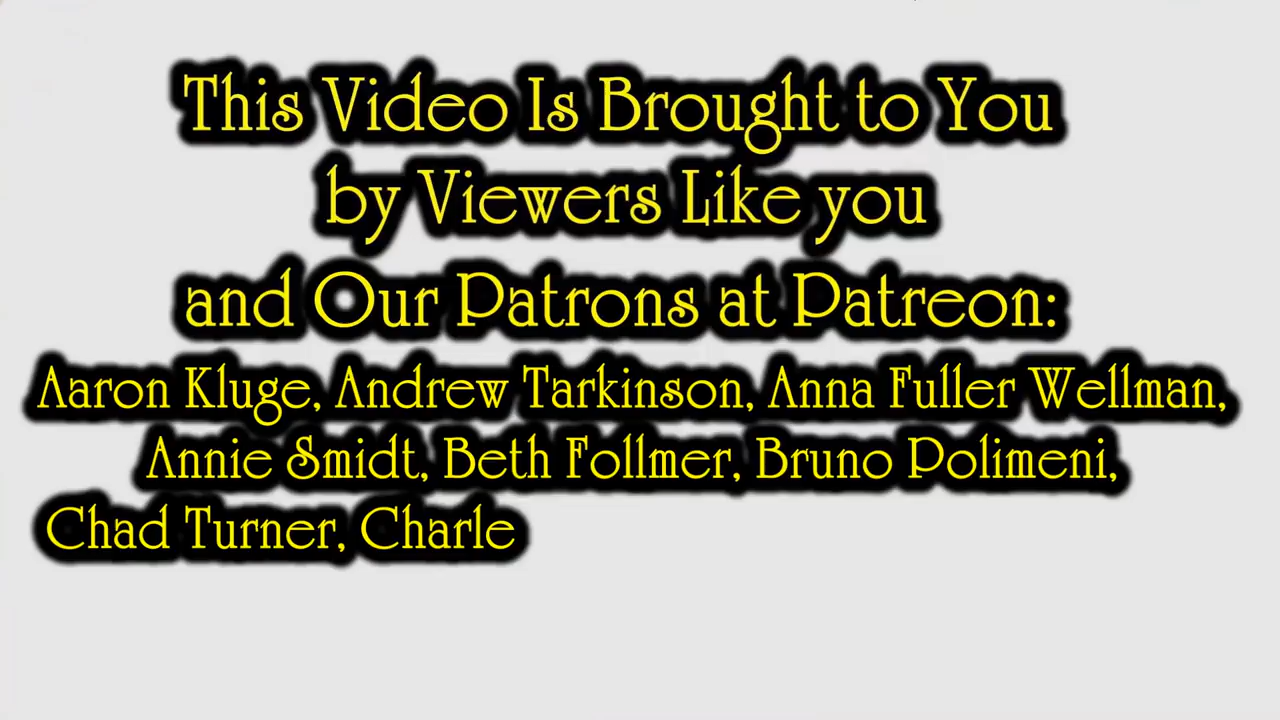 This Video Is Brought to You
by Viewers Like you
and Our Patrons at Patreon:
Aaron Kluge, Andrew Tarkinson, Anna Fuller Wellman,
Annie Smidt, Beth Follmer, Bruno Polimeni,
Chad Turner, Charle